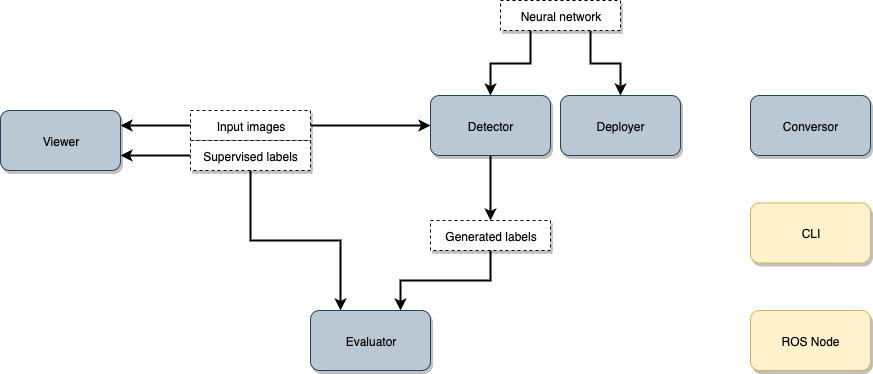 Neural network
Viewer
Input images
Supervised labels
Detector
Deployer
Conversor
Generated labels
CLI
Evaluator
ROS Node